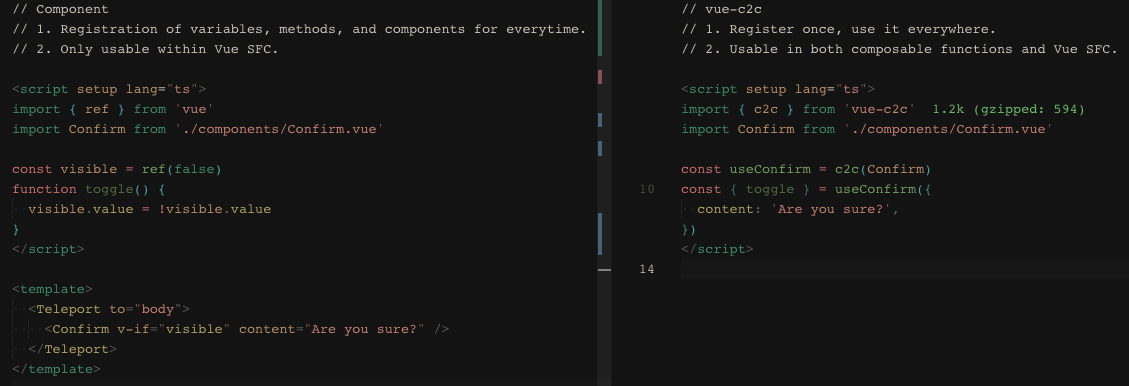 // Component
// 1. Registration of variables, methods, and components for everytime.
// 2. Only usable within Vue SFC.

<script setup lang="ts">
import { ref } from 'vue'
import Confirm from './components/Confirm.vue'

const visible = ref(false)
function toggle() {
  visible.value = !visible.value
}
</script>

<template>
  <Teleport to="body">
    <Confirm v-if="visible" content="Are you sure?" />
  </Teleport>
</template>

// vue-c2c
// 1. Register once, use it everywhere.
// 2. Usable in both composable functions and Vue SFC.

<script setup lang="ts">
import { c2c } from 'vue-c2c'  1.2k (gzipped: 594)
import Confirm from './components/Confirm.vue'

const useConfirm = c2c(Confirm)
10 const { toggle } = useConfirm({
  content: 'Are you sure?',
})
</script>
14